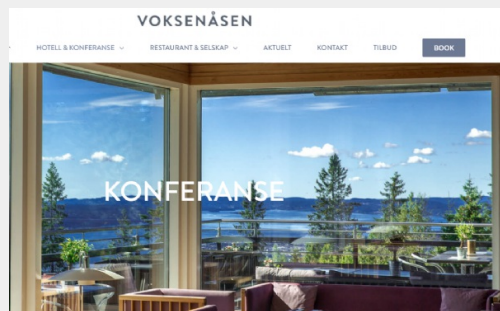 VOKSENÅSEN
HOTELL & KONFERANSE RESTAURANT & SELSKAP AKTUELT KONTAKT TILBUD BOOK
KONFERANSE